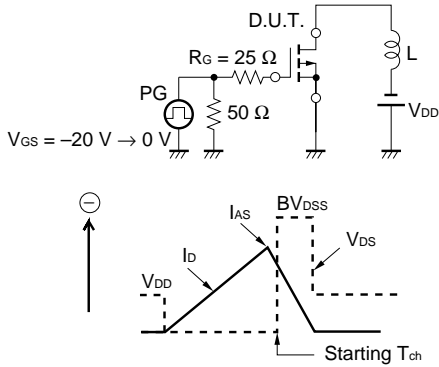 D.U.T.
RG = 25 Ω
L
PG
50 Ω
VDD
VGS = –20 V → 0 V
–
BVDSS
IAS
ID
VDS
VDD
Starting Tch